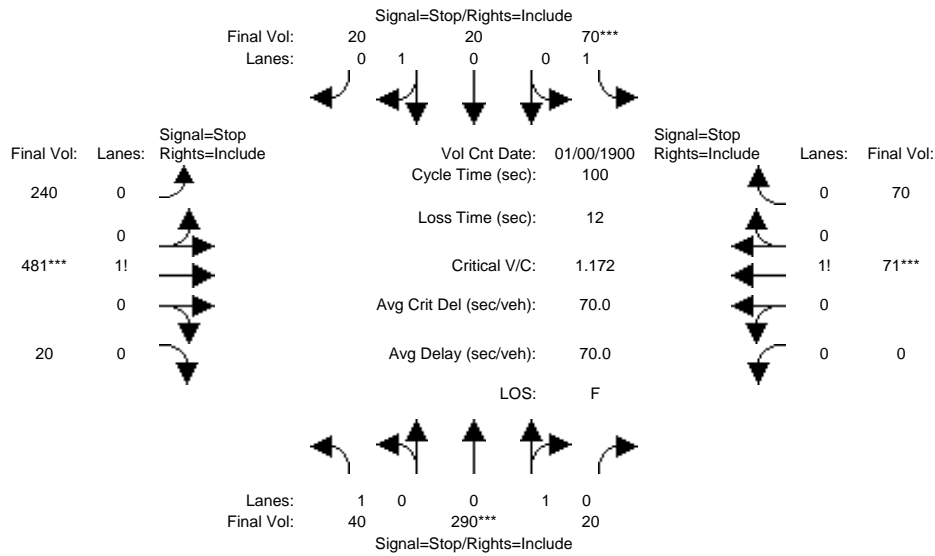 Signal=Stop/Rights=Include
Final Vol: 20 20 70***
Lanes: 0 1 0 0 1
Signal=Stop Signal=Stop
Final Vol: Lanes: Rights=Include Vol Cnt Date: 01/00/1900 Rights=Include Lanes: Final Vol:
Cycle Time (sec): 100
240 0 0 70
Loss Time (sec): 12
0 0
481*** 1! Critical V/C: 1.172 1! 71***
0 Avg Crit Del (sec/veh): 70.0 0
20 0 Avg Delay (sec/veh): 70.0 0 0
LOS: F
Lanes: 1 0 0 1 0
Final Vol: 40 290*** 20
Signal=Stop/Rights=Include